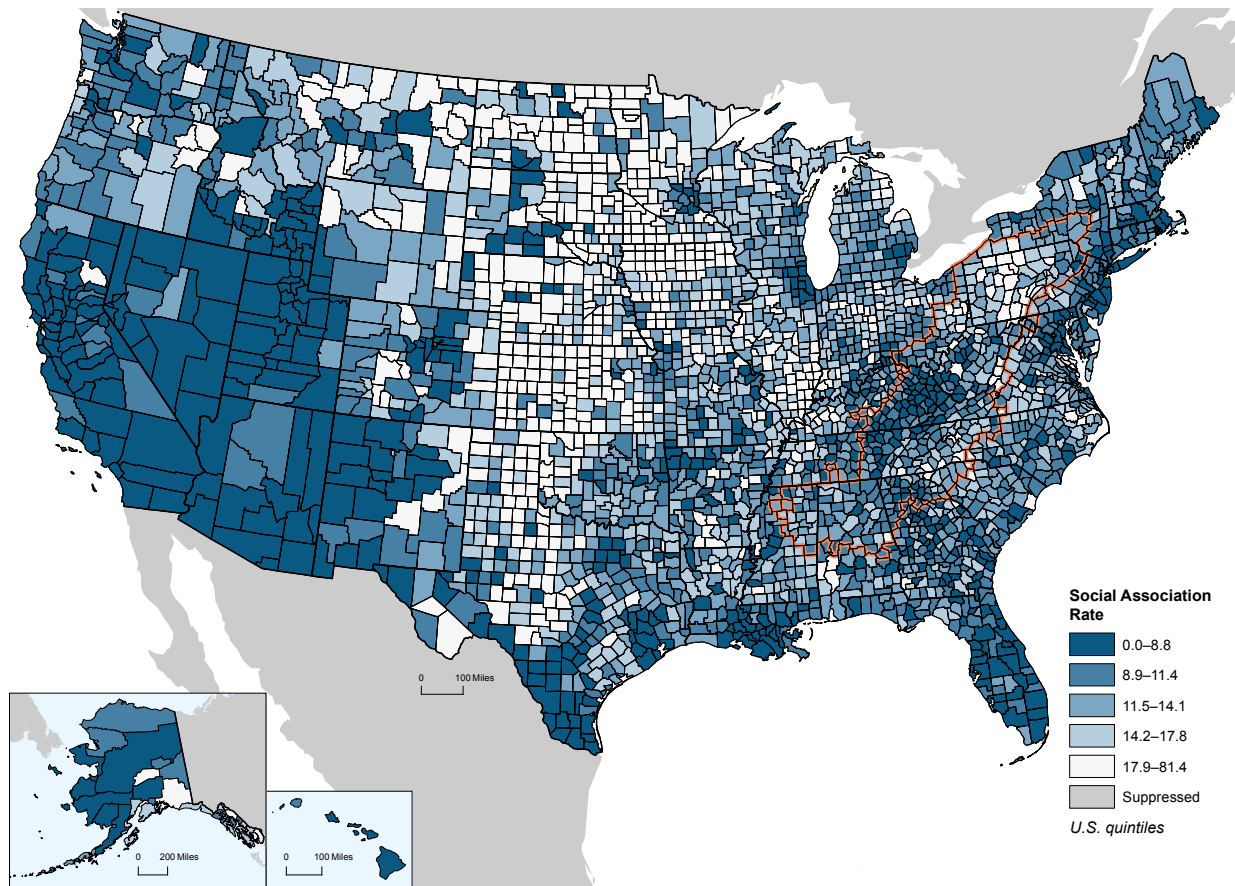 Social Association
Rate
0.0–8.8
8.9–11.4
11.5–14.1
14.2–17.8
17.9–81.4
Suppressed
U.S. quintiles
0 100 Miles
0 200 Miles
0 100 Miles